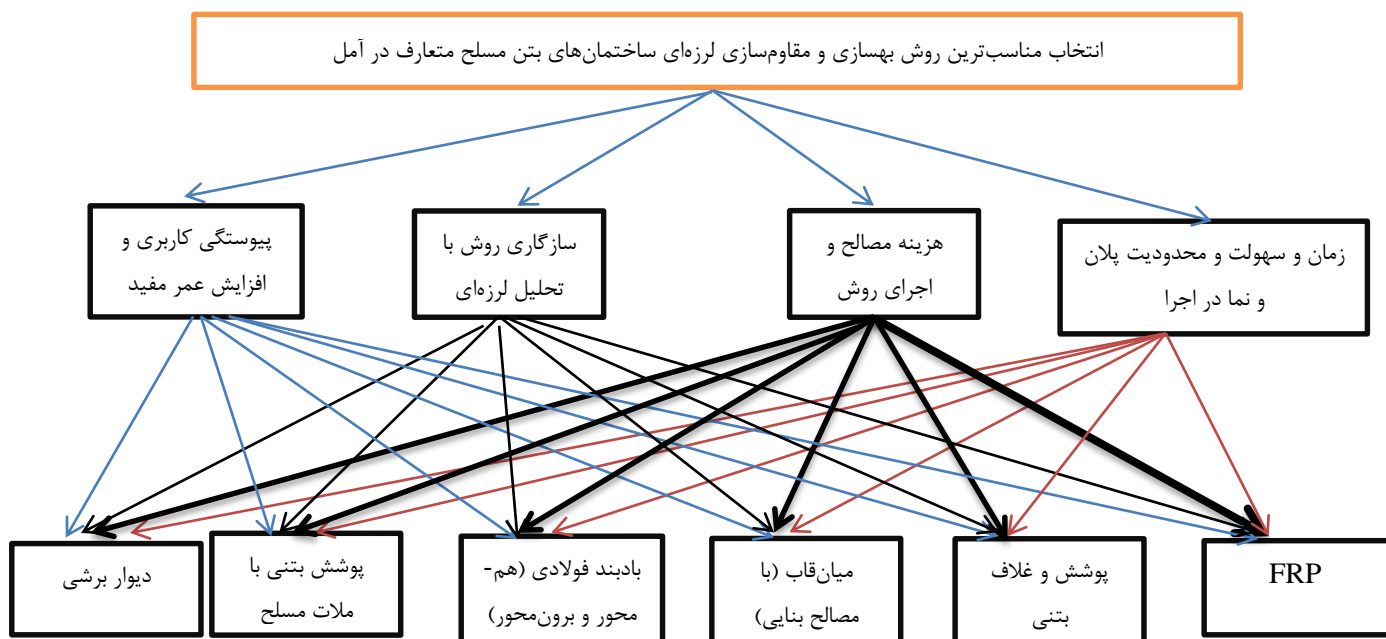 انتخاب مناسب‌ترین روش بهسازی و مقاوم‌سازی لرزه‌ای ساختمان‌های بتن مسلح متعارف در آمل
زمان و سهولت و محدودیت پلان
و نما در اجرا
هزینه مصالح و
اجرای روش
سازگاری روش با
تحلیل لرزه‌ای
پیوستگی کاربری و
افزایش عمر مفید
FRP
پوشش و غلاف
بتنی
میان‌قاب (با
مصالح بنایی)
بادبند فولادی (هم-
محور و برون‌محور)
پوشش بتنی با
ملات مسلح
دیوار برشی